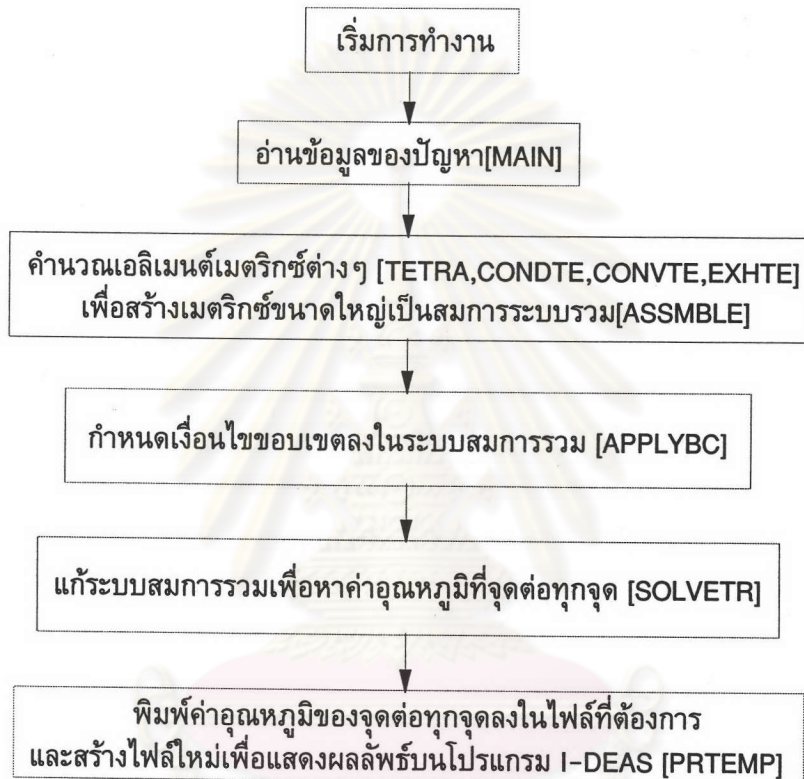 เริ่มการทำงาน
อ่านข้อมูลของปัญหา[MAIN]
คำนวณเอลิเมนต์เมตริกซ์ต่างๆ [TETRA,CONDTE,CONVTE,EXHTE]
เพื่อสร้างเมตริกซ์ขนาดใหญ่เป็นสมการระบบรวม[ASSMBLE]
กำหนดเงื่อนไขขอบเขตลงในระบบสมการรวม [APPLYBC]
แก้ระบบสมการรวมเพื่อหาค่าอุณหภูมิที่จุดต่อทุกจุด [SOLVETR]
พิมพ์ค่าอุณหภูมิของจุดต่อทุกจุดลงในไฟล์ที่ต้องการ
และสร้างไฟล์ใหม่เพื่อแสดงผลลัพธ์บนโปรแกรม I-DEAS [PRTEMP]